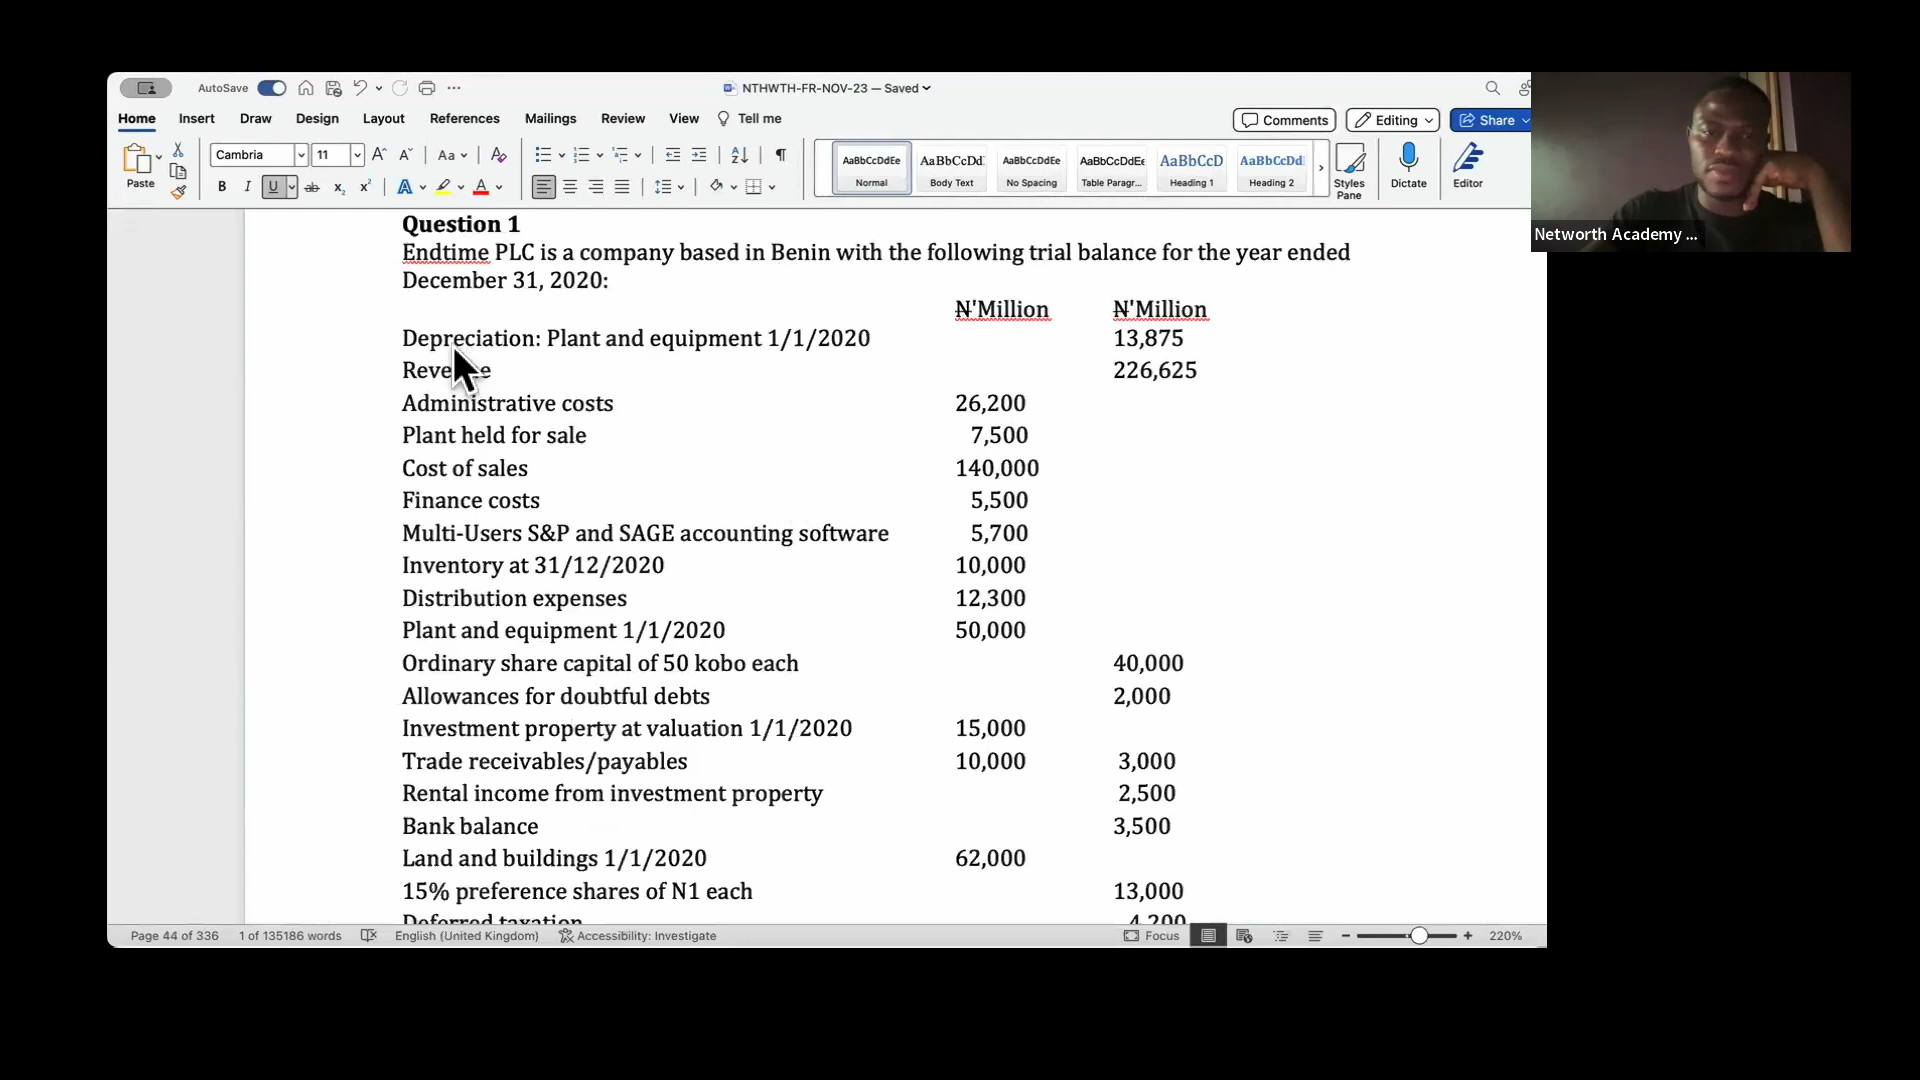 AutoSave
NTHWTH-FR-NOV-23 — Saved
Home Insert Draw Design Layout References Mailings Review View Tell me
Comments Editing Share
Paste
Cambria 11
Aa
B I U ab x₂ x² A A
AaBbCcDdEe Normal
AaBbCcDd Body Text
AaBbCcDdEe No Spacing
AaBbCcDdEe Table Paragr...
AaBbCcD Heading 1
AaBbCcDd Heading 2
Styles Pane
Dictate
Editor
Networth Academy ...
Question 1
Endtime PLC is a company based in Benin with the following trial balance for the year ended
December 31, 2020:
₦'Million ₦'Million
Depreciation: Plant and equipment 1/1/2020 13,875
226,625
Administrative costs 26,200
Plant held for sale 7,500
Cost of sales 140,000
Finance costs 5,500
Multi-Users S&P and SAGE accounting software 5,700
Inventory at 31/12/2020 10,000
Distribution expenses 12,300
Plant and equipment 1/1/2020 50,000
Ordinary share capital of 50 kobo each 40,000
Allowances for doubtful debts 2,000
Investment property at valuation 1/1/2020 15,000
Trade receivables/payables 10,000 3,000
Rental income from investment property 2,500
Bank balance 3,500
Land and buildings 1/1/2020 62,000
15% preference shares of N1 each 13,000
Deferred taxation 4,200
Page 44 of 336 1 of 135186 words English (United Kingdom) Accessibility: Investigate Focus 220%